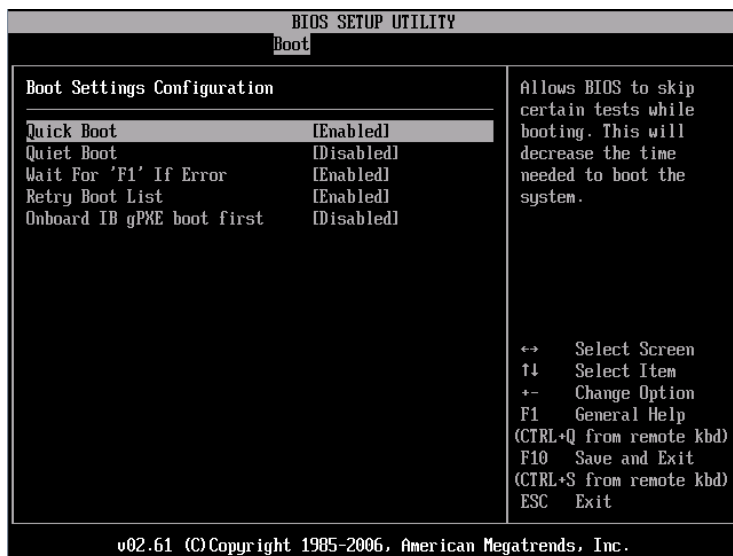 BIOS SETUP UTILITY
Boot
Boot Settings Configuration
Quick Boot [Enabled]
Quiet Boot [Disabled]
Wait For 'F1' If Error [Enabled]
Retry Boot List [Enabled]
Onboard IB gPXE boot first [Disabled]
Allows BIOS to skip
certain tests while
booting. This will
decrease the time
needed to boot the
system.
↔ Select Screen
↑↓ Select Item
+- Change Option
F1 General Help
(CTRL+Q from remote kbd)
F10 Save and Exit
(CTRL+S from remote kbd)
ESC Exit
v02.61 (C)Copyright 1985-2006, American Megatrends, Inc.